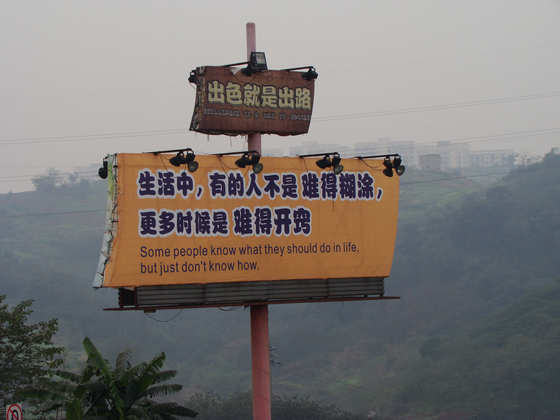 出色就是出路
生活中，有的人不是难得糊涂，
更多时候是难得开窍
Some people know what they should do in life,
but just don't know how.